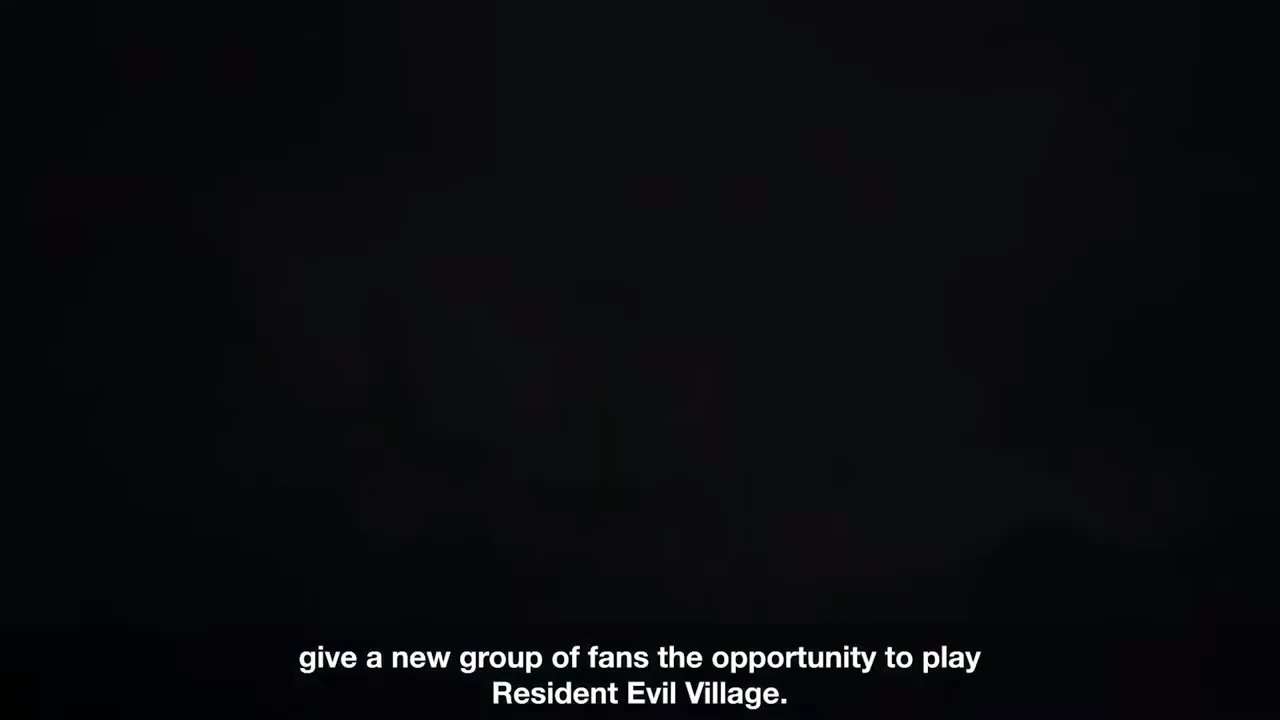 give a new group of fans the opportunity to play
Resident Evil Village.